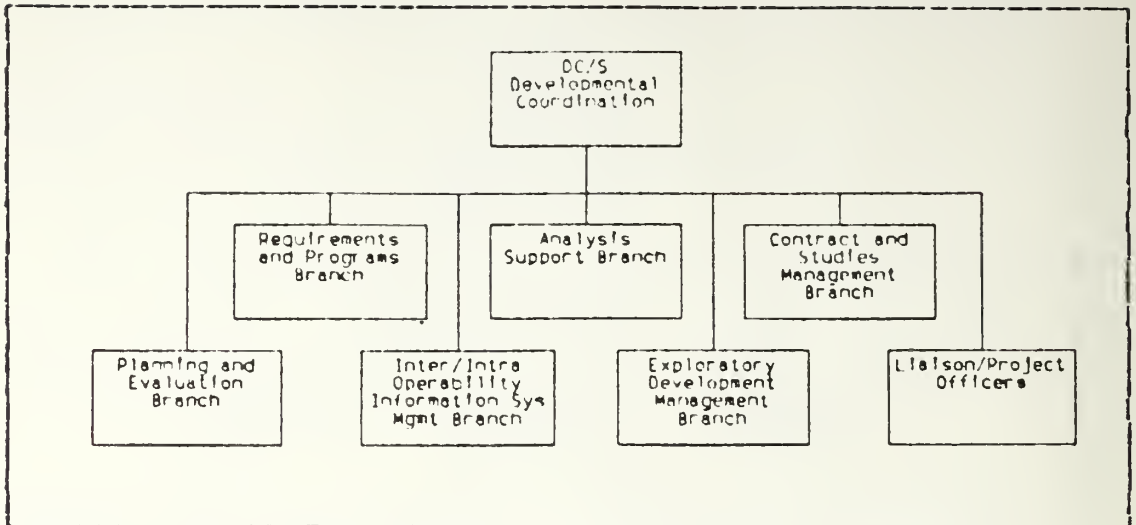 DC/S
Developmental
Coordination
Requirements
and Programs
Branch
Analysis
Support Branch
Contract and
Studies
Management
Branch
Planning and
Evaluation
Branch
Inter/Intra
Operability
Information Sys
Mgmt Branch
Exploratory
Development
Management
Branch
Liaison/Project
Officers